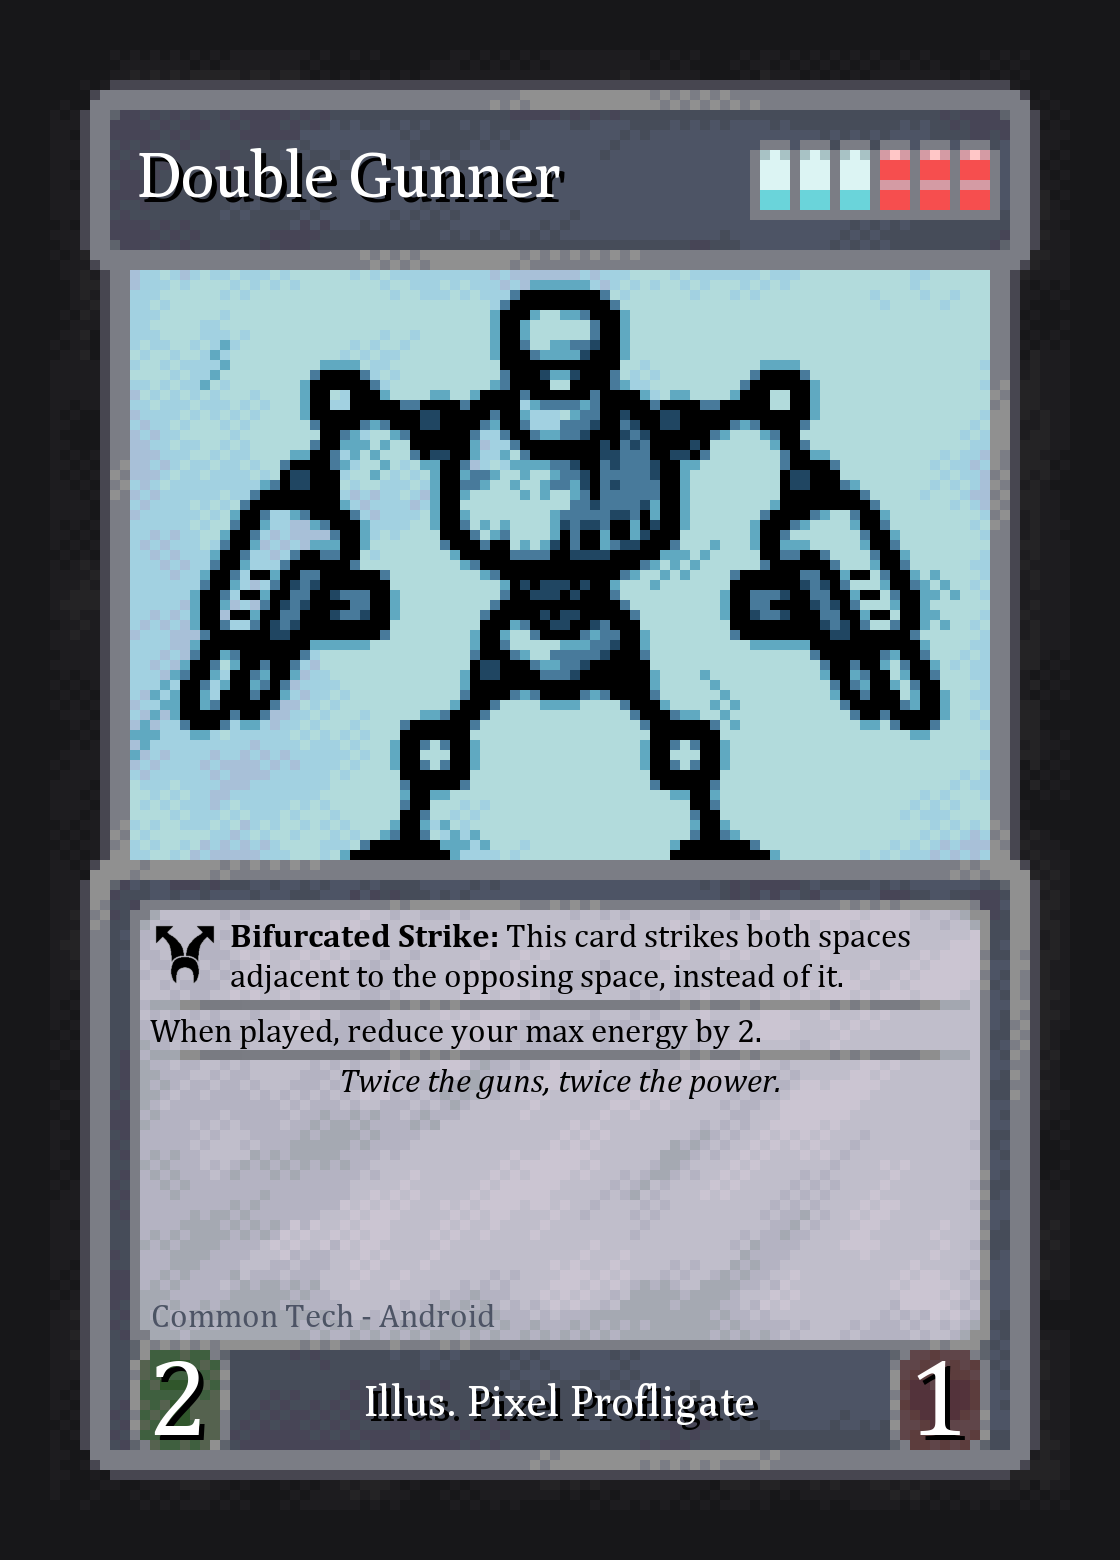 Double Gunner
Bifurcated Strike: This card strikes both spaces
adjacent to the opposing space, instead of it.
When played, reduce your max energy by 2.
Twice the guns, twice the power.
Common Tech - Android
2
Illus. Pixel Profligate
1